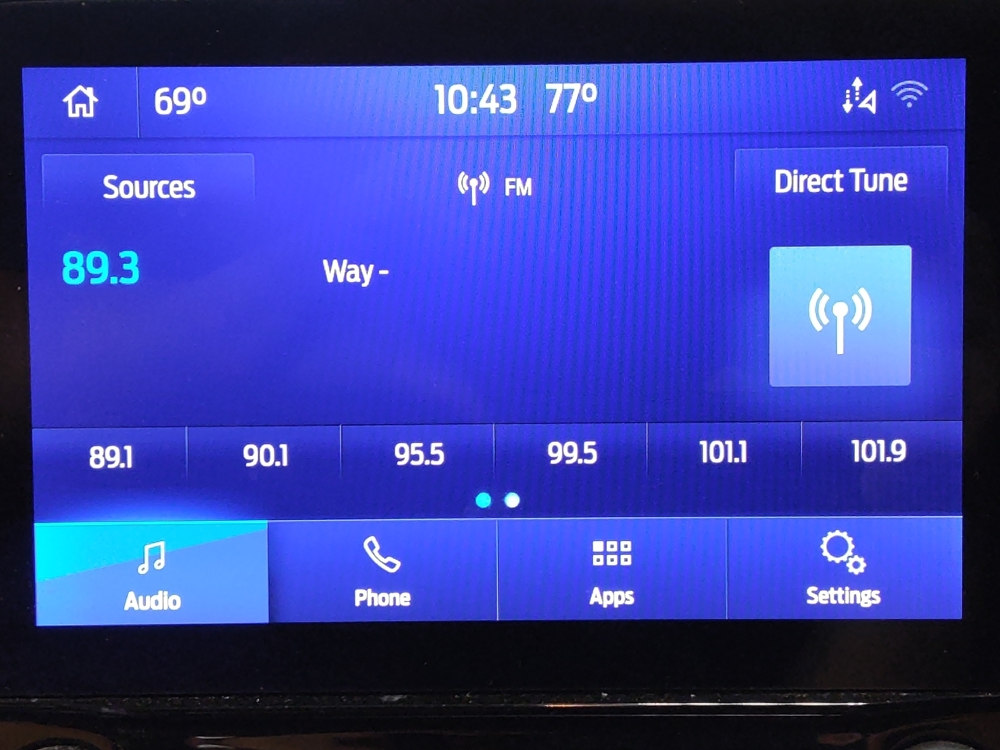 69º 10:43 77º
Sources FM Direct Tune
89.3 Way -
89.1 90.1 95.5 99.5 101.1 101.9
Audio Phone Apps Settings